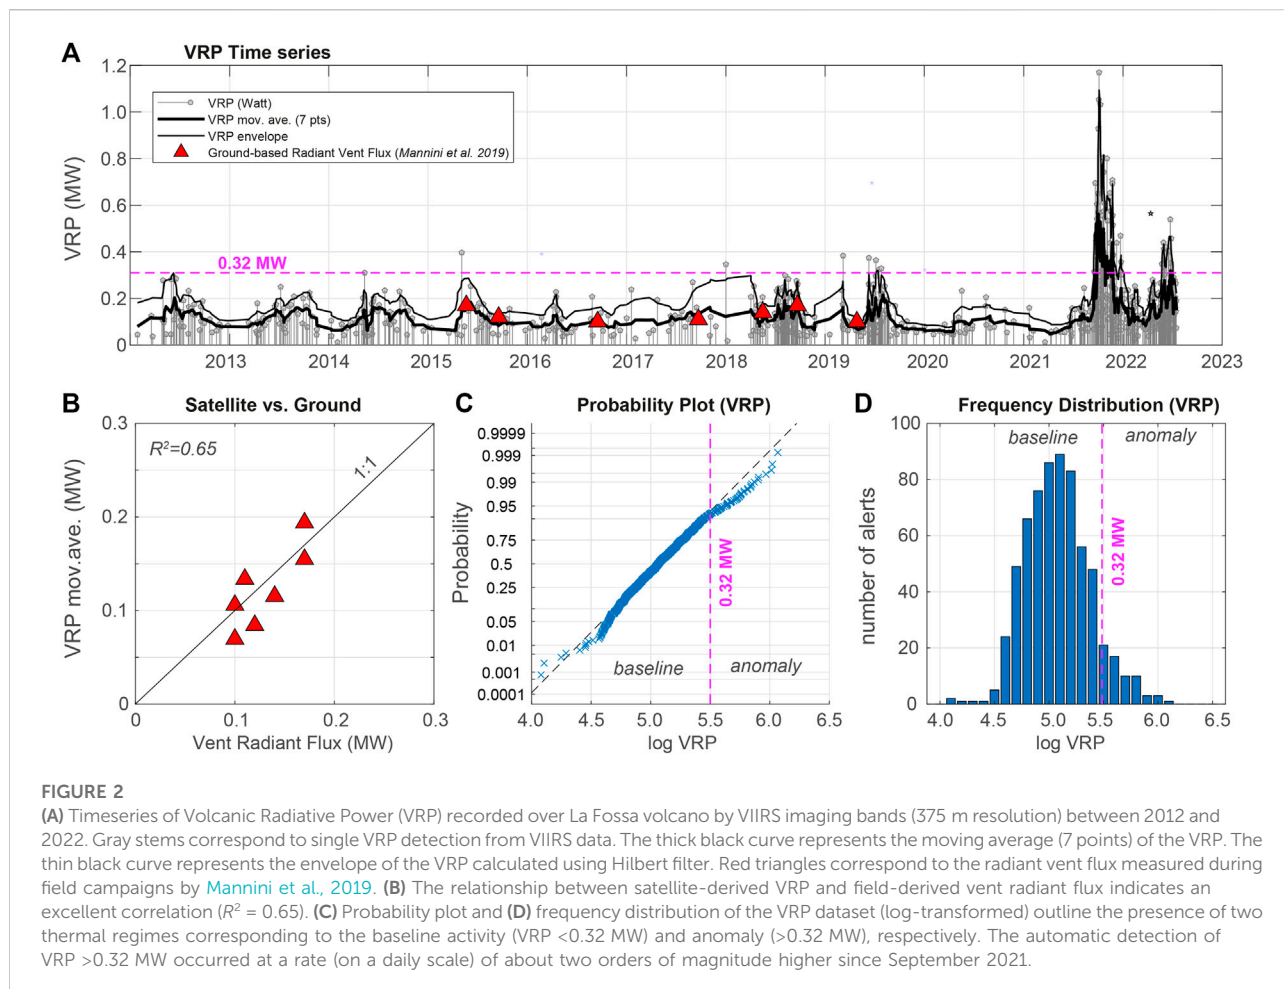 A
VRP Time series
1.2
1.0
0.8
0.6
0.4
0.2
0
VRP (MW)
VRP (Watt)
VRP mov. ave. (7 pts)
VRP envelope
Ground-based Radiant Vent Flux (Mannini et al. 2019)
0.32 MW
2013 2014 2015 2016 2017 2018 2019 2020 2021 2022 2023
B
Satellite vs. Ground
0.3
0.2
0.1
0
VRP mov.ave. (MW)
R²=0.65
1:1
0 0.1 0.2 0.3
Vent Radiant Flux (MW)
C
Probability Plot (VRP)
0.9999
0.999
0.99
0.95
0.75
0.5
0.25
0.05
0.01
0.001
0.0001
Probability
0.32 MW
baseline anomaly
4.0 4.5 5.0 5.5 6.0 6.5
log VRP
D
Frequency Distribution (VRP)
100
80
60
40
20
0
number of alerts
baseline anomaly
0.32 MW
4.0 4.5 5.0 5.5 6.0 6.5
log VRP
FIGURE 2
(A) Timeseries of Volcanic Radiative Power (VRP) recorded over La Fossa volcano by VIIRS imaging bands (375 m resolution) between 2012 and
2022. Gray stems correspond to single VRP detection from VIIRS data. The thick black curve represents the moving average (7 points) of the VRP. The
thin black curve represents the envelope of the VRP calculated using Hilbert filter. Red triangles correspond to the radiant vent flux measured during
field campaigns by Mannini et al., 2019. (B) The relationship between satellite-derived VRP and field-derived vent radiant flux indicates an
excellent correlation (R² = 0.65). (C) Probability plot and (D) frequency distribution of the VRP dataset (log-transformed) outline the presence of two
thermal regimes corresponding to the baseline activity (VRP <0.32 MW) and anomaly (>0.32 MW), respectively. The automatic detection of
VRP >0.32 MW occurred at a rate (on a daily scale) of about two orders of magnitude higher since September 2021.